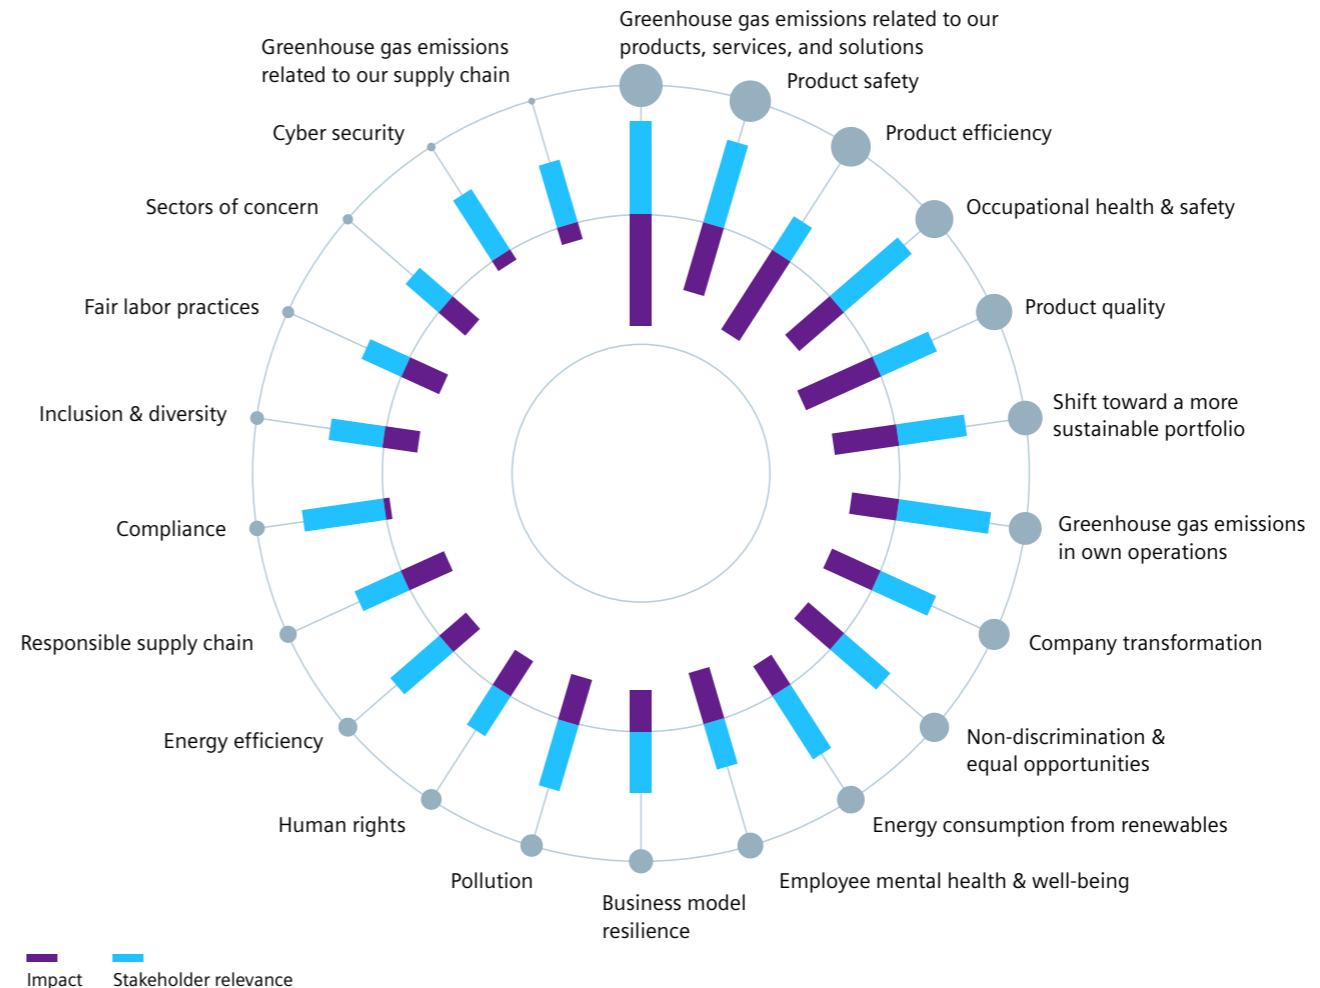 Greenhouse gas emissions related to our
products, services, and solutions
Product safety
Product efficiency
Occupational health & safety
Product quality
Shift toward a more
sustainable portfolio
Greenhouse gas emissions
in own operations
Company transformation
Non-discrimination &
equal opportunities
Energy consumption from renewables
Employee mental health & well-being
Business model
resilience
Pollution
Human rights
Energy efficiency
Responsible supply chain
Compliance
Inclusion & diversity
Fair labor practices
Sectors of concern
Cyber security
Greenhouse gas emissions
related to our supply chain
Impact
Stakeholder relevance